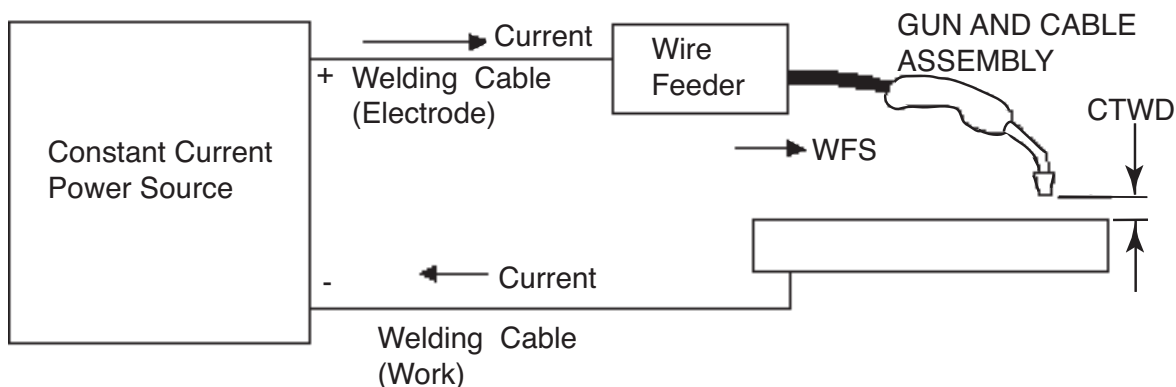 GUN AND CABLE
ASSEMBLY
Current
Wire
Feeder
+
Welding Cable
(Electrode)
CTWD
Constant Current
Power Source
WFS
-
Current
Welding Cable
(Work)